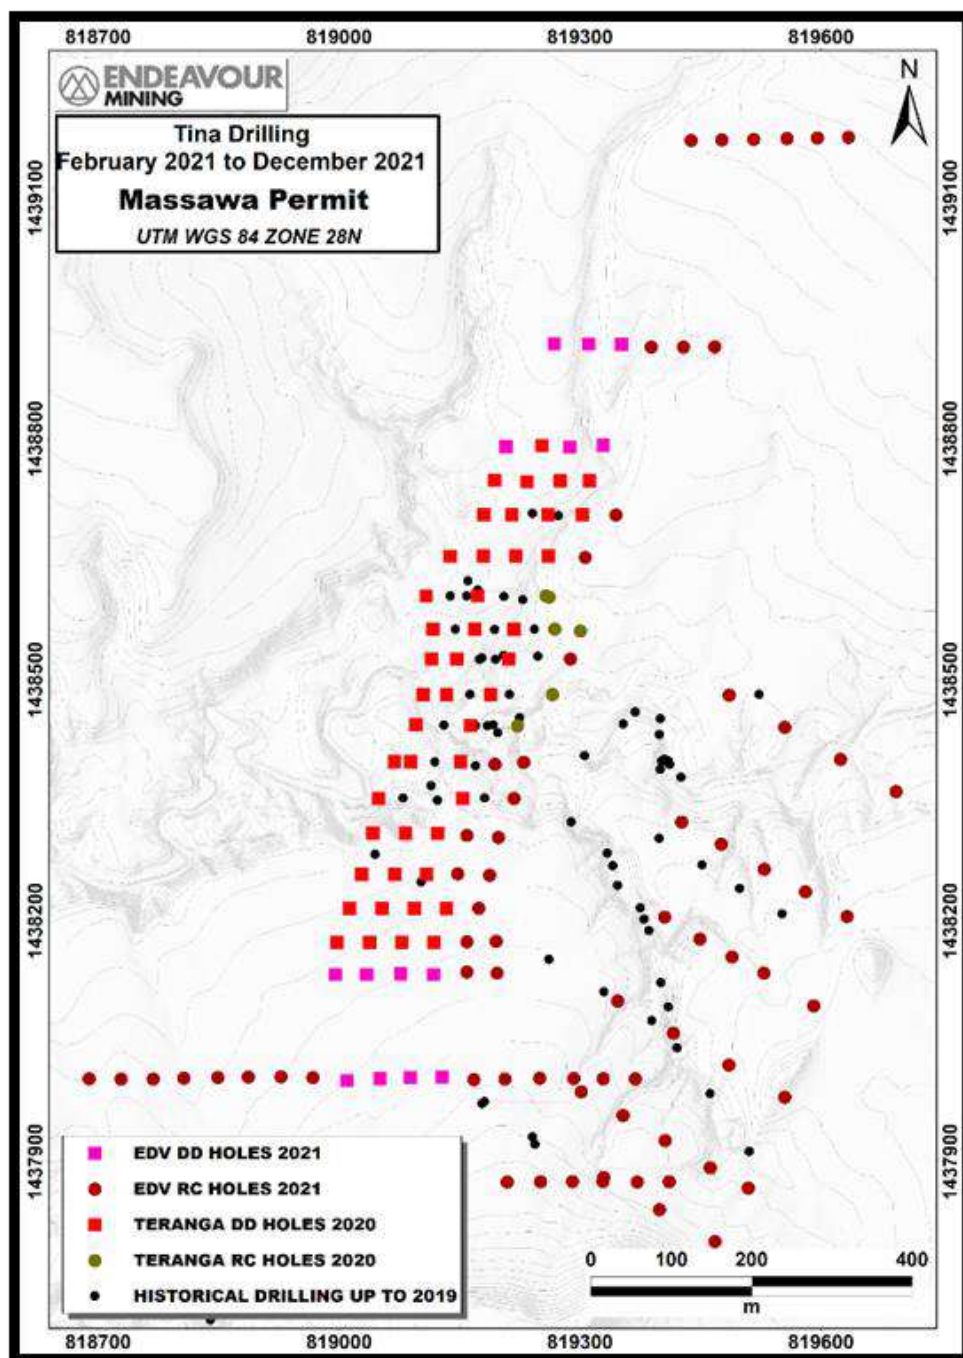 818700 819000 819300 819600
ENDEAVOUR
MINING
N
Tina Drilling
February 2021 to December 2021
Massawa Permit
UTM WGS 84 ZONE 28N
1439100 1439100
1438800 1438800
1438500 1438500
1438200 1438200
1437900 1437900
EDV DD HOLES 2021
EDV RC HOLES 2021
TERANGA DD HOLES 2020
TERANGA RC HOLES 2020
HISTORICAL DRILLING UP TO 2019
0 100 200 400
m
818700 819000 819300 819600